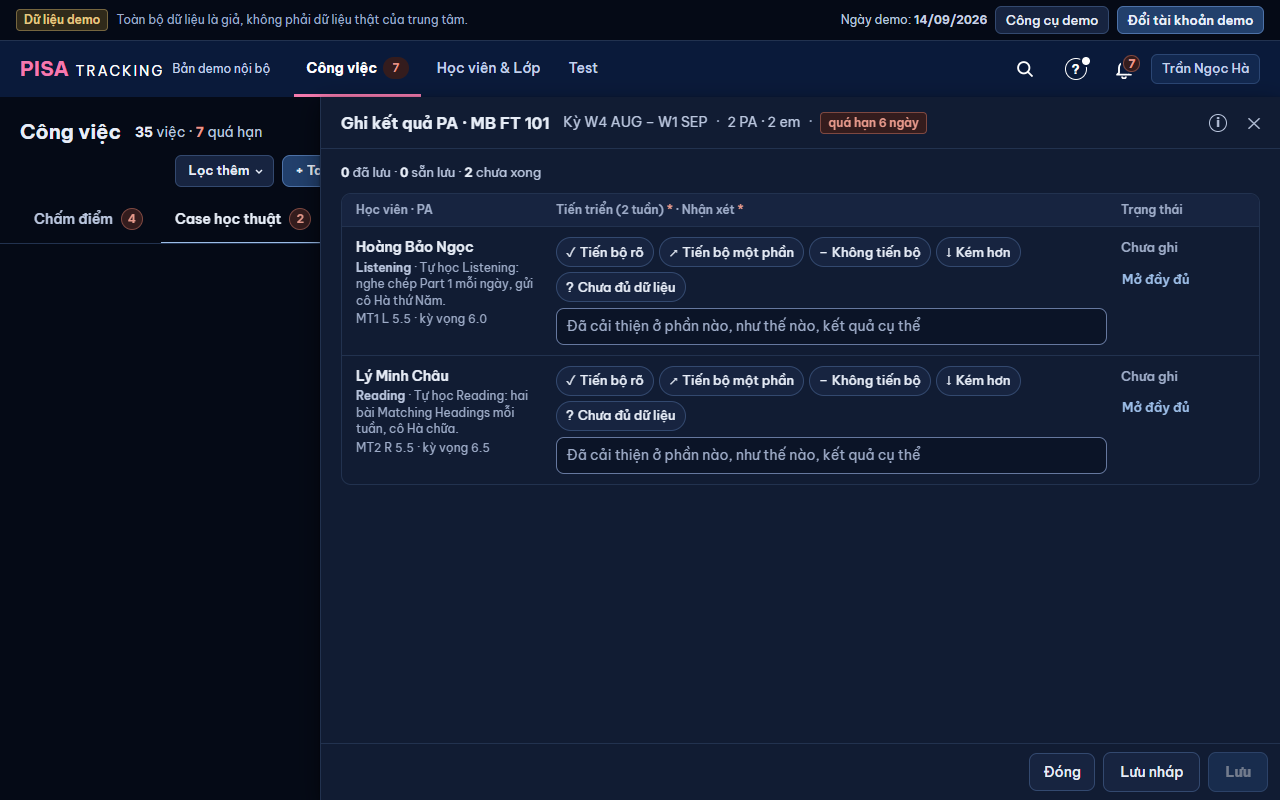 Dữ liệu demo Toàn bộ dữ liệu là giả, không phải dữ liệu thật của trung tâm. Ngày demo: 14/09/2026 Công cụ demo Đổi tài khoản demo
PISA TRACKING Bản demo nội bộ Công việc 7 Học viên & Lớp Test ? 7 Trần Ngọc Hà
Công việc 35 việc · 7 quá hạn
Lọc thêm
Chấm điểm 4 Case học thuật 2
Ghi kết quả PA · MB FT 101 Kỳ W4 AUG – W1 SEP · 2 PA · 2 em · quá hạn 6 ngày
0 đã lưu · 0 sẵn lưu · 2 chưa xong
Học viên · PA Tiến triển (2 tuần) * · Nhận xét * Trạng thái
Hoàng Bảo Ngọc
Listening · Tự học Listening:
nghe chép Part 1 mỗi ngày, gửi
cô Hà thứ Năm.
MT1 L 5.5 · kỳ vọng 6.0
✓ Tiến bộ rõ ↗ Tiến bộ một phần – Không tiến bộ ↓ Kém hơn
? Chưa đủ dữ liệu
Đã cải thiện ở phần nào, như thế nào, kết quả cụ thể
Chưa ghi
Mở đầy đủ
Lý Minh Châu
Reading · Tự học Reading: hai
bài Matching Headings mỗi
tuần, cô Hà chữa.
MT2 R 5.5 · kỳ vọng 6.5
✓ Tiến bộ rõ ↗ Tiến bộ một phần – Không tiến bộ ↓ Kém hơn
? Chưa đủ dữ liệu
Đã cải thiện ở phần nào, như thế nào, kết quả cụ thể
Chưa ghi
Mở đầy đủ
Đóng Lưu nháp Lưu